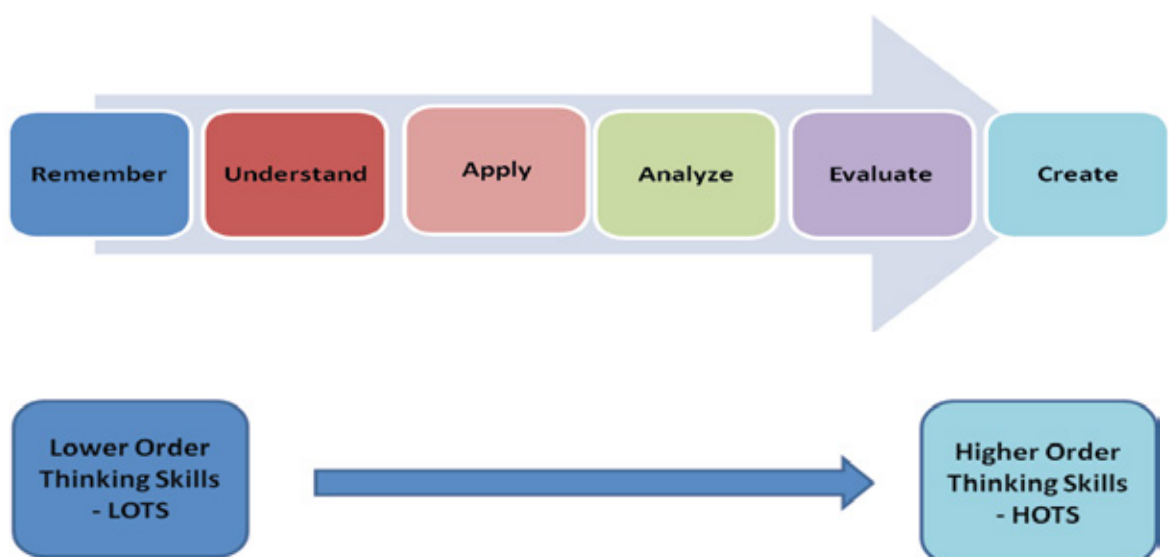 Remember
Understand
Apply
Analyze
Evaluate
Create
Lower Order
Thinking Skills
- LOTS
Higher Order
Thinking Skills
- HOTS